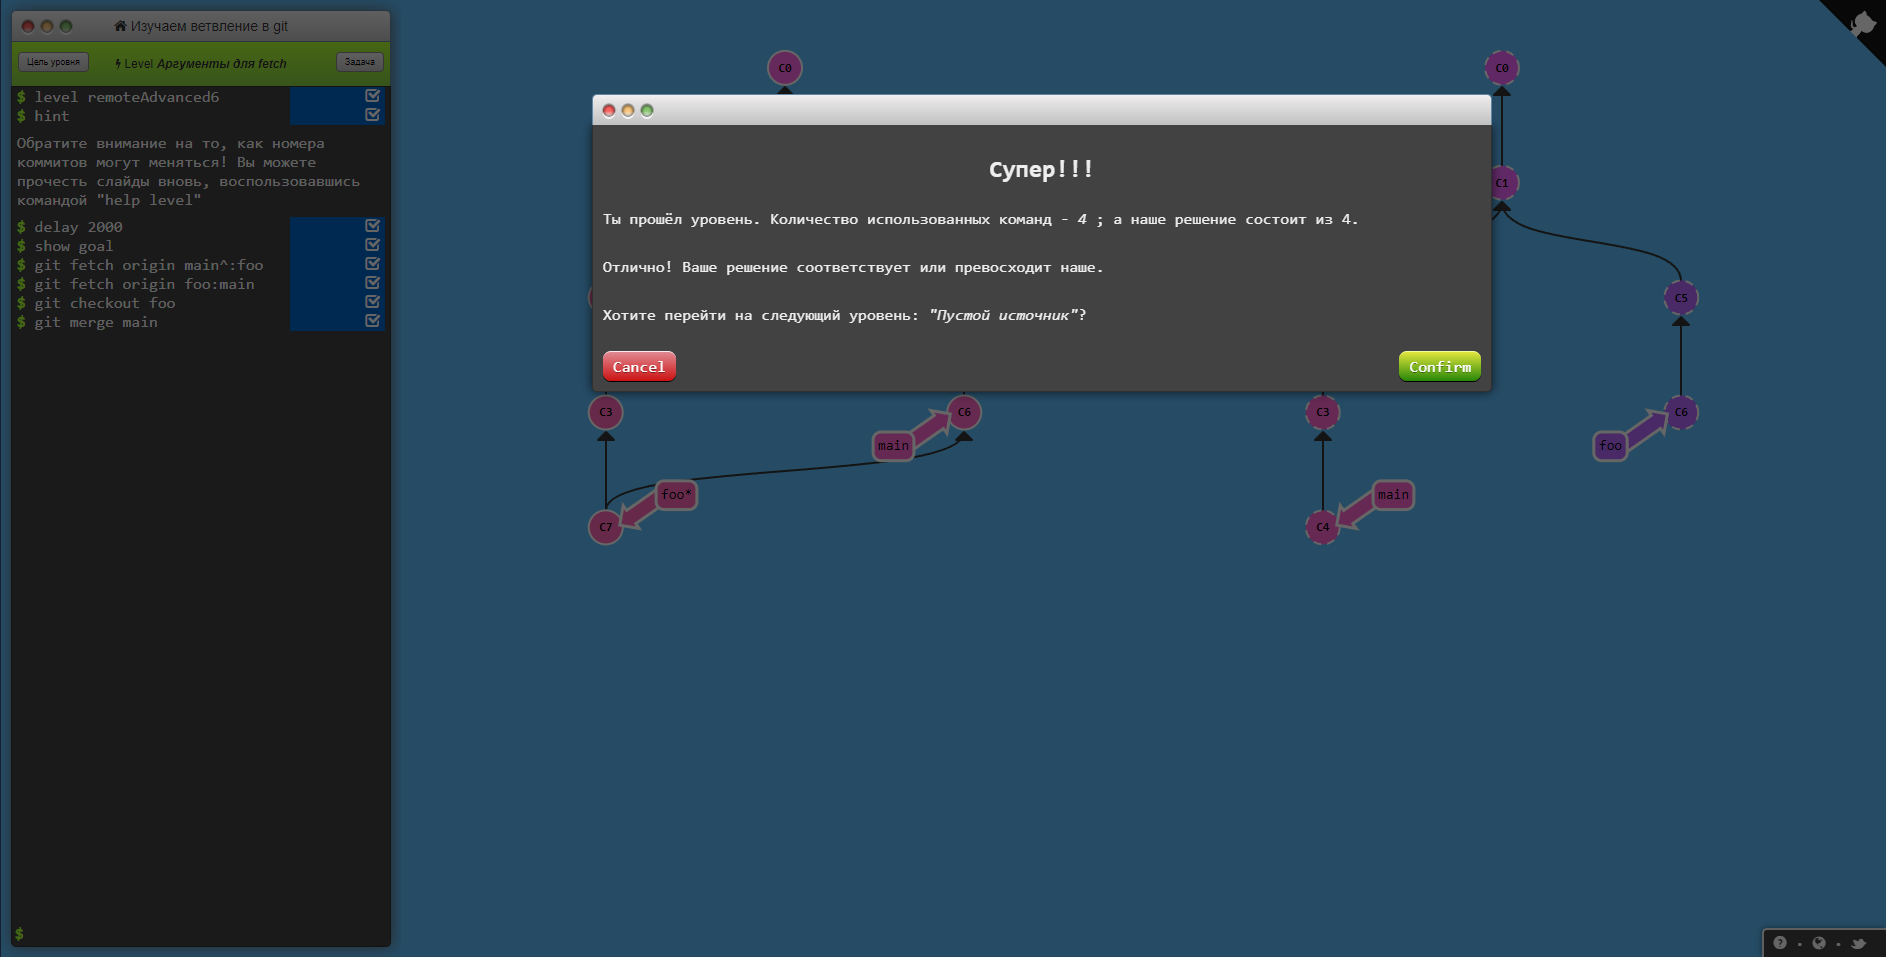 Изучаем ветвление в git
Цель уровня
Level Аргументы для fetch
Задача
$ level remoteAdvanced6
$ hint
Обратите внимание на то, как номера
коммитов могут меняться! Вы можете
прочесть слайды вновь, воспользовавшись
командой "help level"
$ delay 2000
$ show goal
$ git fetch origin main^:foo
$ git fetch origin foo:main
$ git checkout foo
$ git merge main
$
C0
C0
Супер!!!
Ты прошёл уровень. Количество использованных команд - 4 ; а наше решение состоит из 4.
Отлично! Ваше решение соответствует или превосходит наше.
Хотите перейти на следующий уровень: "Пустой источник"?
Cancel
Confirm
C1
C5
C3
C6
main
foo*
C7
C3
C6
foo
main
C4